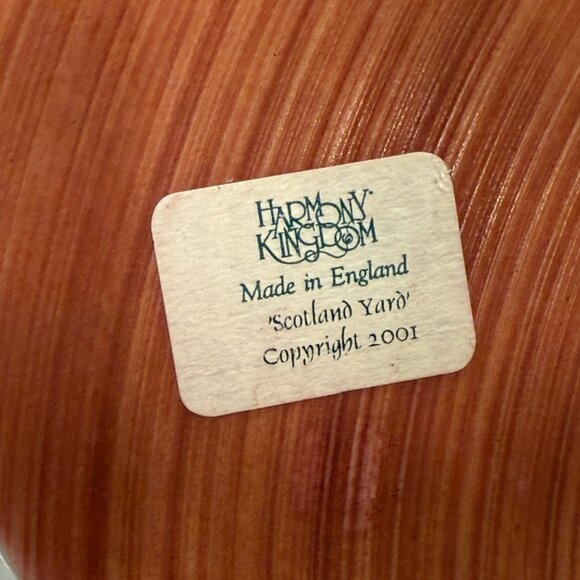 HARMONY
KINGDOM
Made in England
'Scotland Yard'
Copyright 2001